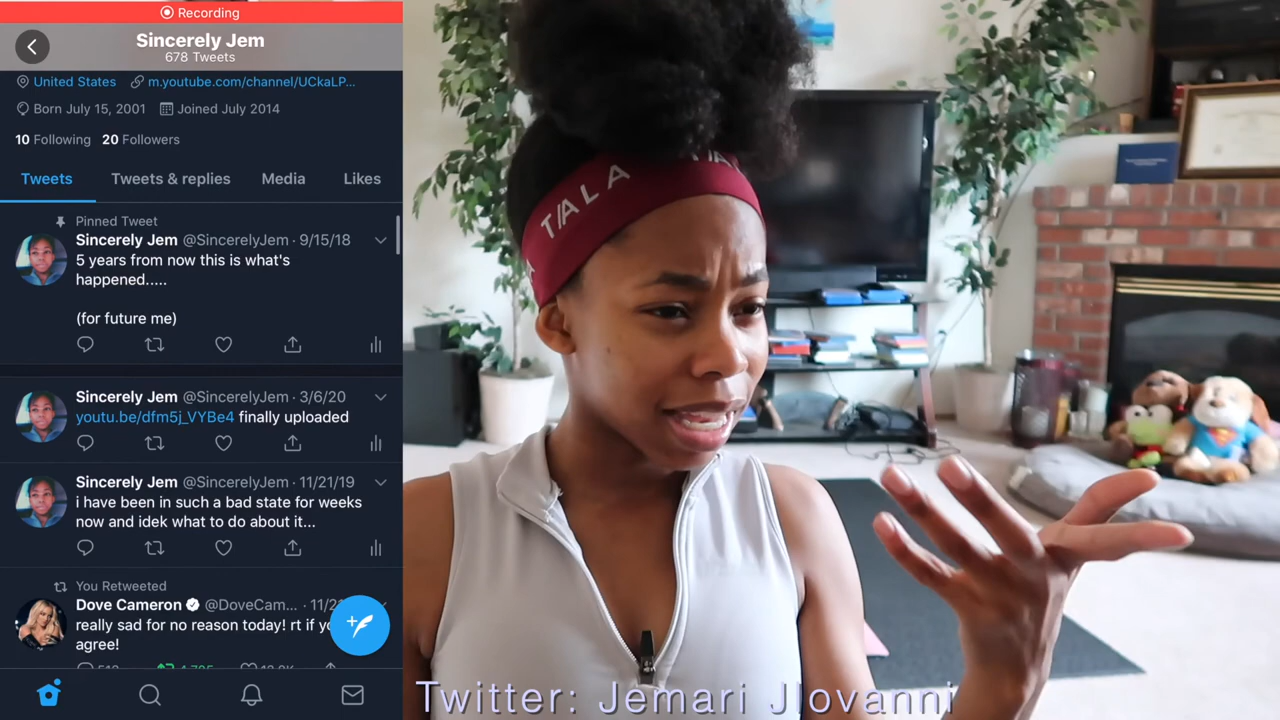 Recording
Sincerely Jem
678 Tweets
United States m.youtube.com/channel/UCkaLP...
Born July 15, 2001 Joined July 2014
10 Following 20 Followers
Tweets Tweets & replies Media Likes
Pinned Tweet
Sincerely Jem @SincerelyJem · 9/15/18
5 years from now this is what's
happened.....
(for future me)
Sincerely Jem @SincerelyJem · 3/6/20
youtu.be/dfm5j_VYBe4 finally uploaded
Sincerely Jem @SincerelyJem · 11/21/19
i have been in such a bad state for weeks
now and idek what to do about it...
You Retweeted
Dove Cameron @DoveCam... · 11/21
really sad for no reason today! rt if yo
agree!
TALA
Twitter: Jemari JIovanni